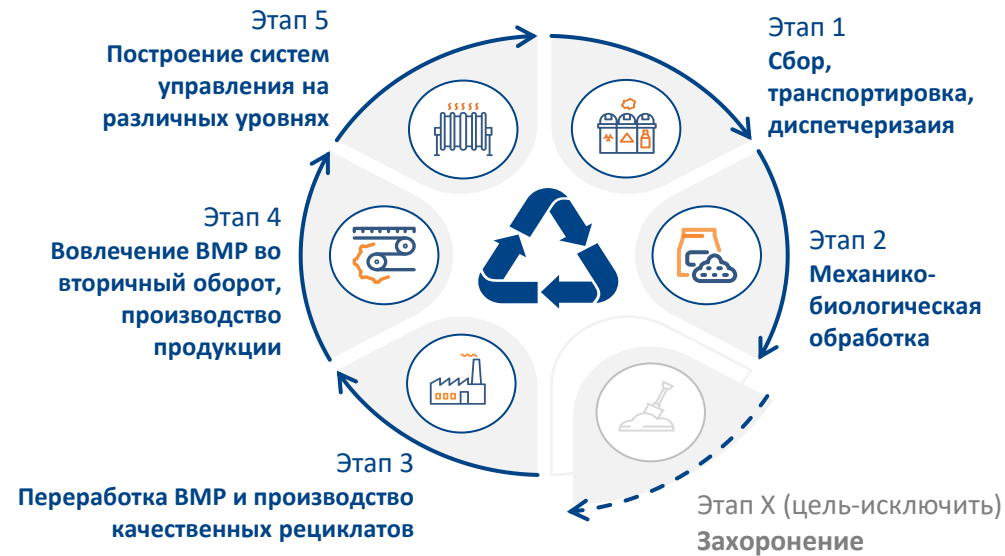 Этап 5
Построение систем
управления на
различных уровнях
Этап 1
Сбор,
транспортировка,
диспетчеризаия
Этап 4
Вовлечение ВМР во
вторичный оборот,
производство
продукции
Этап 2
Механико-
биологическая
обработка
Этап 3
Переработка ВМР и производство
качественных рециклатов
Этап X (цель-исключить)
Захоронение